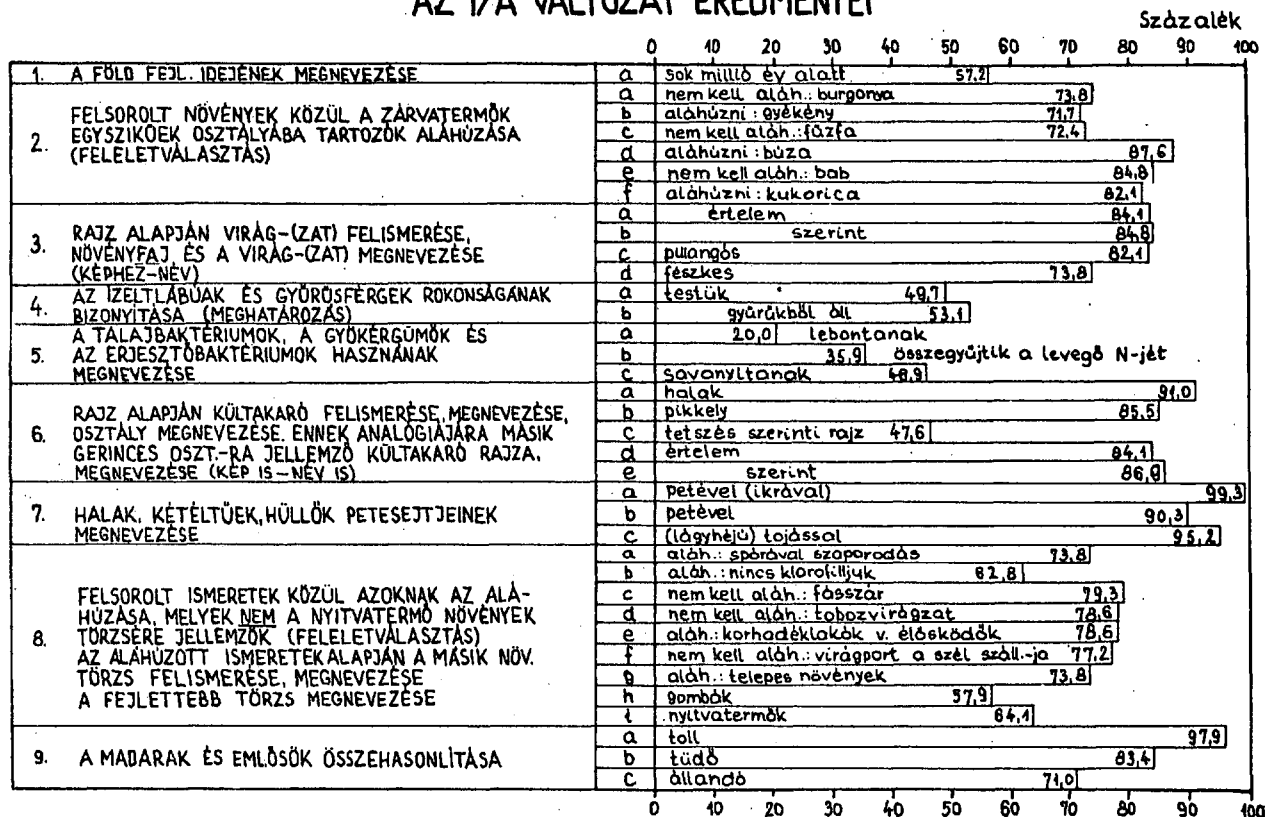 AZ I/A VÁLTOZAT EREDMÉNYEI
Százalék
0 10 20 30 40 50 60 70 80 90 100
1. A FÖLD FEJL. IDEJÉNEK MEGNEVEZÉSE
a sok millió év alatt 57,2
2. FELSOROLT NÖVÉNYEK KÖZÜL A ZÁRVATERMŐK
EGYSZIKŰEK OSZTÁLYÁBA TARTOZÓK ALÁHÚZÁSA
(FELELETVÁLASZTÁS)
a nem kell aláh.: burgonya 73,8
b aláhúzni: gyékény 71,7
c nem kell aláh.: fűzfa 72,4
d aláhúzni: búza 87,6
e nem kell aláh.: bab 84,8
f aláhúzni: kukorica 82,1
3. RAJZ ALAPJÁN VIRÁG-(ZAT) FELISMERÉSE,
NÖVÉNYFAJ, ÉS A VIRÁG-(ZAT) MEGNEVEZÉSE
(KÉPHEZ-NÉV)
a értelem 84,1
b szerint 84,8
c pillangós 82,1
d fészkes 73,8
4. AZ IZELTLÁBÚAK ÉS GYŰRŰSFÉRGEK ROKONSÁGÁNAK
BIZONYÍTÁSA (MEGHATÁROZÁS)
a testük 49,7
b gyűrűkből áll 53,1
5. A TALAJBAKTÉRIUMOK, A GYÖKÉRGÜMŐK ÉS
AZ ERJESZTŐBAKTÉRIUMOK HASZNÁNAK
MEGNEVEZÉSE
a 20,0 lebontanak
b 35,9 összegyűjtik a levegő N-jét
c savanyítanak 46,9
6. RAJZ ALAPJÁN KÜLTAKARÓ FELISMERÉSE, MEGNEVEZÉSE,
OSZTÁLY MEGNEVEZÉSE. ENNEK ANALÓGIÁJÁRA MÁSIK
GERINCES OSZT.-RA JELLEMZŐ KÜLTAKARÓ RAJZA,
MEGNEVEZÉSE (KÉP IS-NÉV IS)
a halak 91,0
b pikkely 85,5
c tetszés szerinti rajz 47,6
d értelem 84,1
e szerint 86,9
7. HALAK, KÉTÉLTŰEK, HÜLLŐK PETESEJTJEINEK
MEGNEVEZÉSE
a petével (ikrával) 99,3
b petével 90,3
c (lágyhéjú) tojással 95,2
8. FELSOROLT ISMERETEK KÖZÜL AZOKNAK AZ ALÁ-
HÚZÁSA, MELYEK NEM A NYITVATERMŐ NÖVÉNYEK
TÖRZSÉRE JELLEMZŐK (FELELETVÁLASZTÁS)
AZ ALÁHÚZOTT ISMERETEK ALAPJÁN A MÁSIK NÖV.
TÖRZS FELISMERÉSE, MEGNEVEZÉSE
A FEJLETTEBB TÖRZS MEGNEVEZÉSE
a aláh.: spórával szaporodás 73,8
b aláh.: nincs klorofilljuk 62,8
c nem kell aláh.: fásszár 79,3
d nem kell aláh.: tobozvirágzat 78,6
e aláh.: korhadéklakók v. élősködők 78,6
f nem kell aláh.: virágport a szél száll.-ja 77,2
g aláh.: telepes növények 73,8
h gombák 57,9
i nyitvatermők 64,1
9. A MADARAK ÉS EMLŐSÖK ÖSSZEHASONLÍTÁSA
a toll 97,9
b tüdő 83,4
c állandó 71,0
0 10 20 30 40 50 60 70 80 90 100